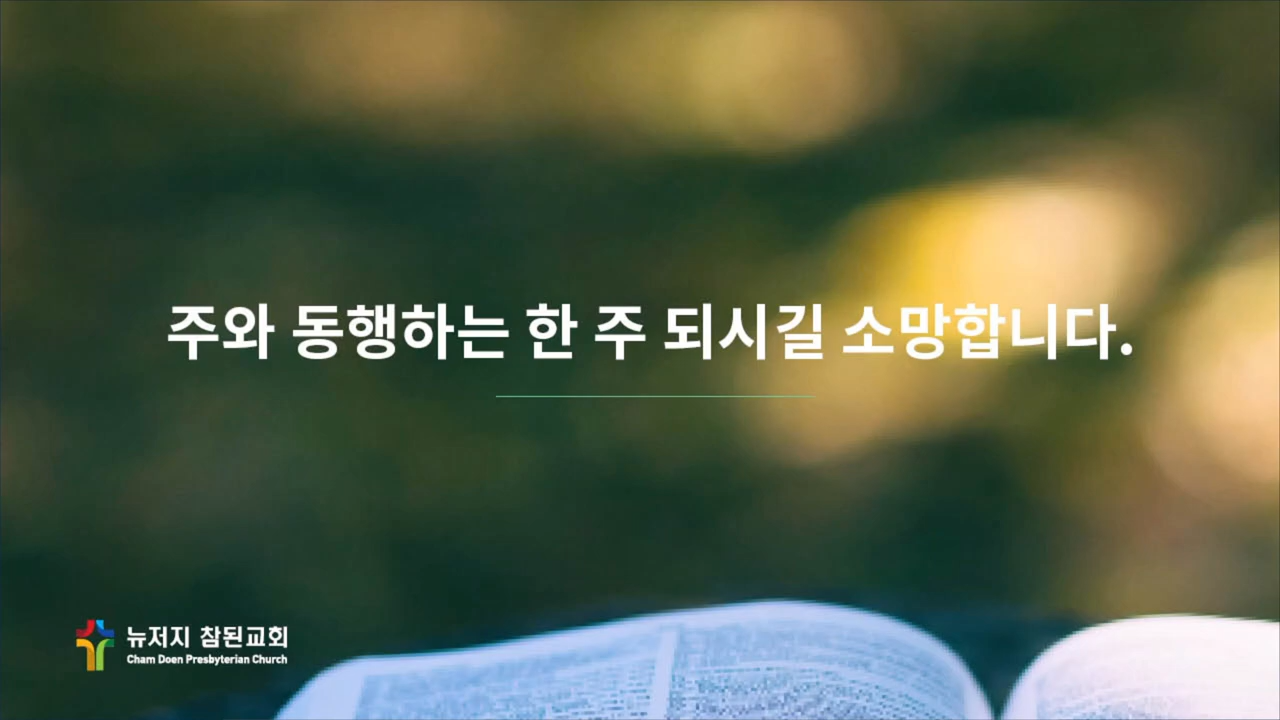 주와 동행하는 한 주 되시길 소망합니다.
뉴저지 참된교회
Cham Doen Presbyterian Church